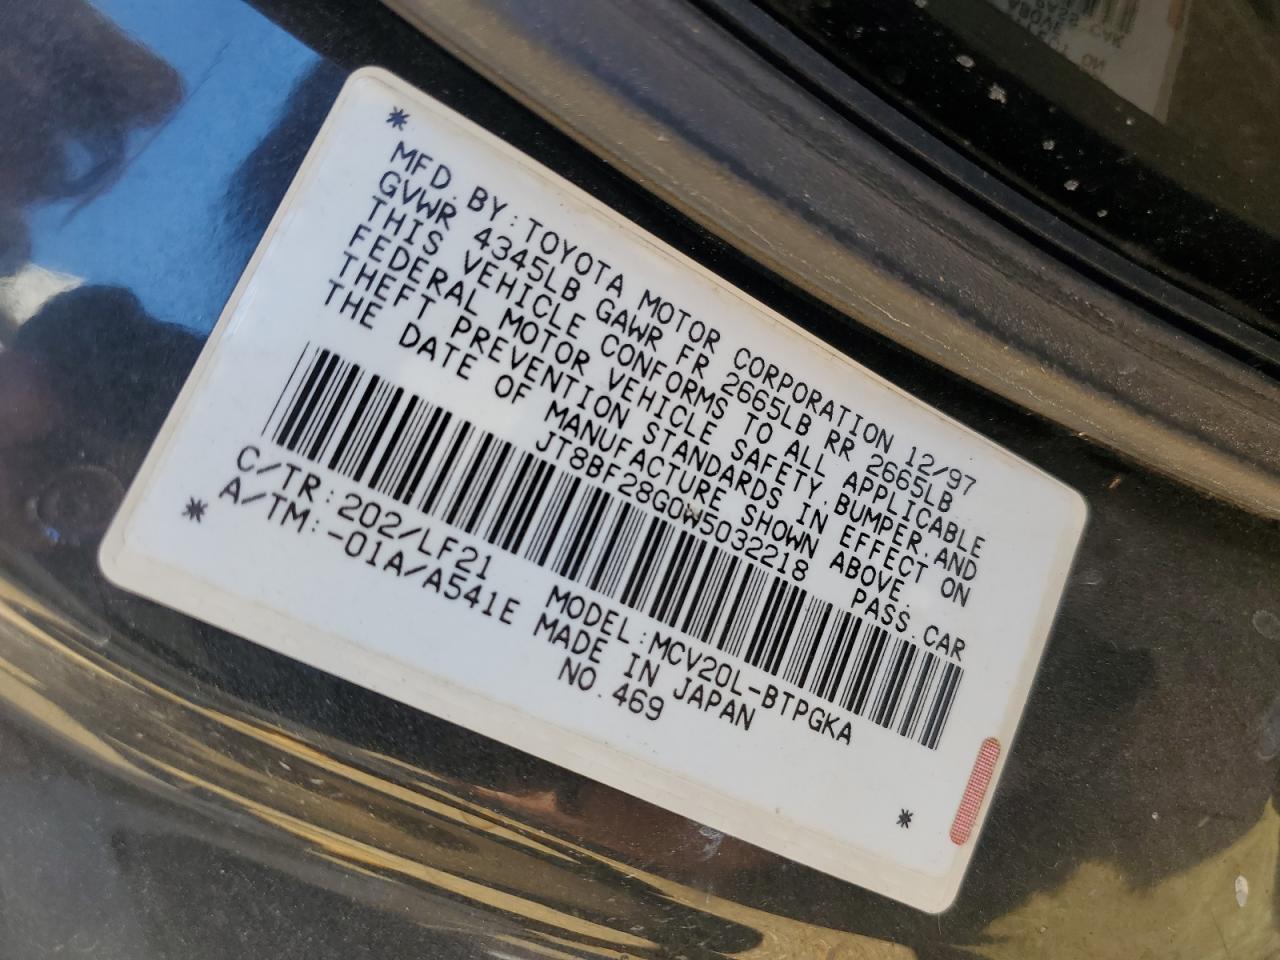 *
MFD.BY:TOYOTA MOTOR CORPORATION 12/97
GVWR 4345LB GAWR FR 2665LB RR 2665LB
THIS VEHICLE CONFORMS TO ALL APPLICABLE
FEDERAL MOTOR VEHICLE SAFETY,BUMPER,AND
THEFT PREVENTION STANDARDS IN EFFECT ON
THE DATE OF MANUFACTURE SHOWN ABOVE.
JT8BF28G0W5032218 PASS.CAR
C/TR:202/LF21 MODEL:MCV20L-BTPGKA
A/TM:-01A/A541E MADE IN JAPAN
* NO.469
*